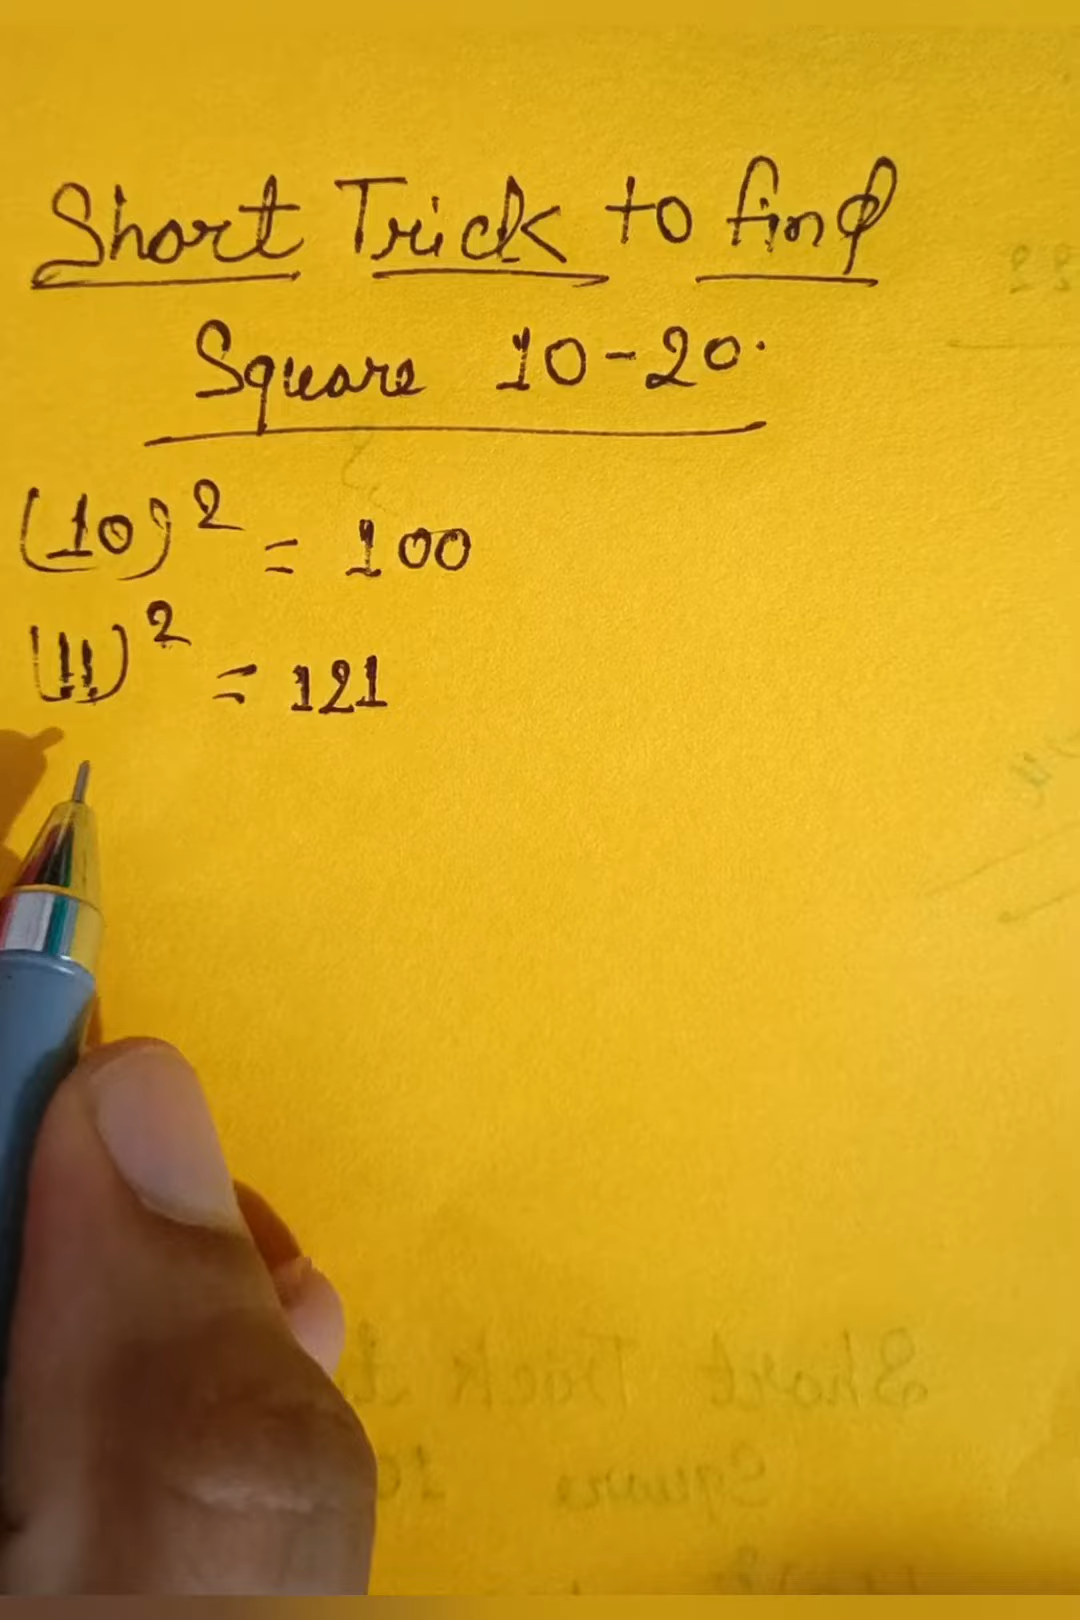 Short Trick to find
Square 10-20.
(10)² = 100
(11)² = 121